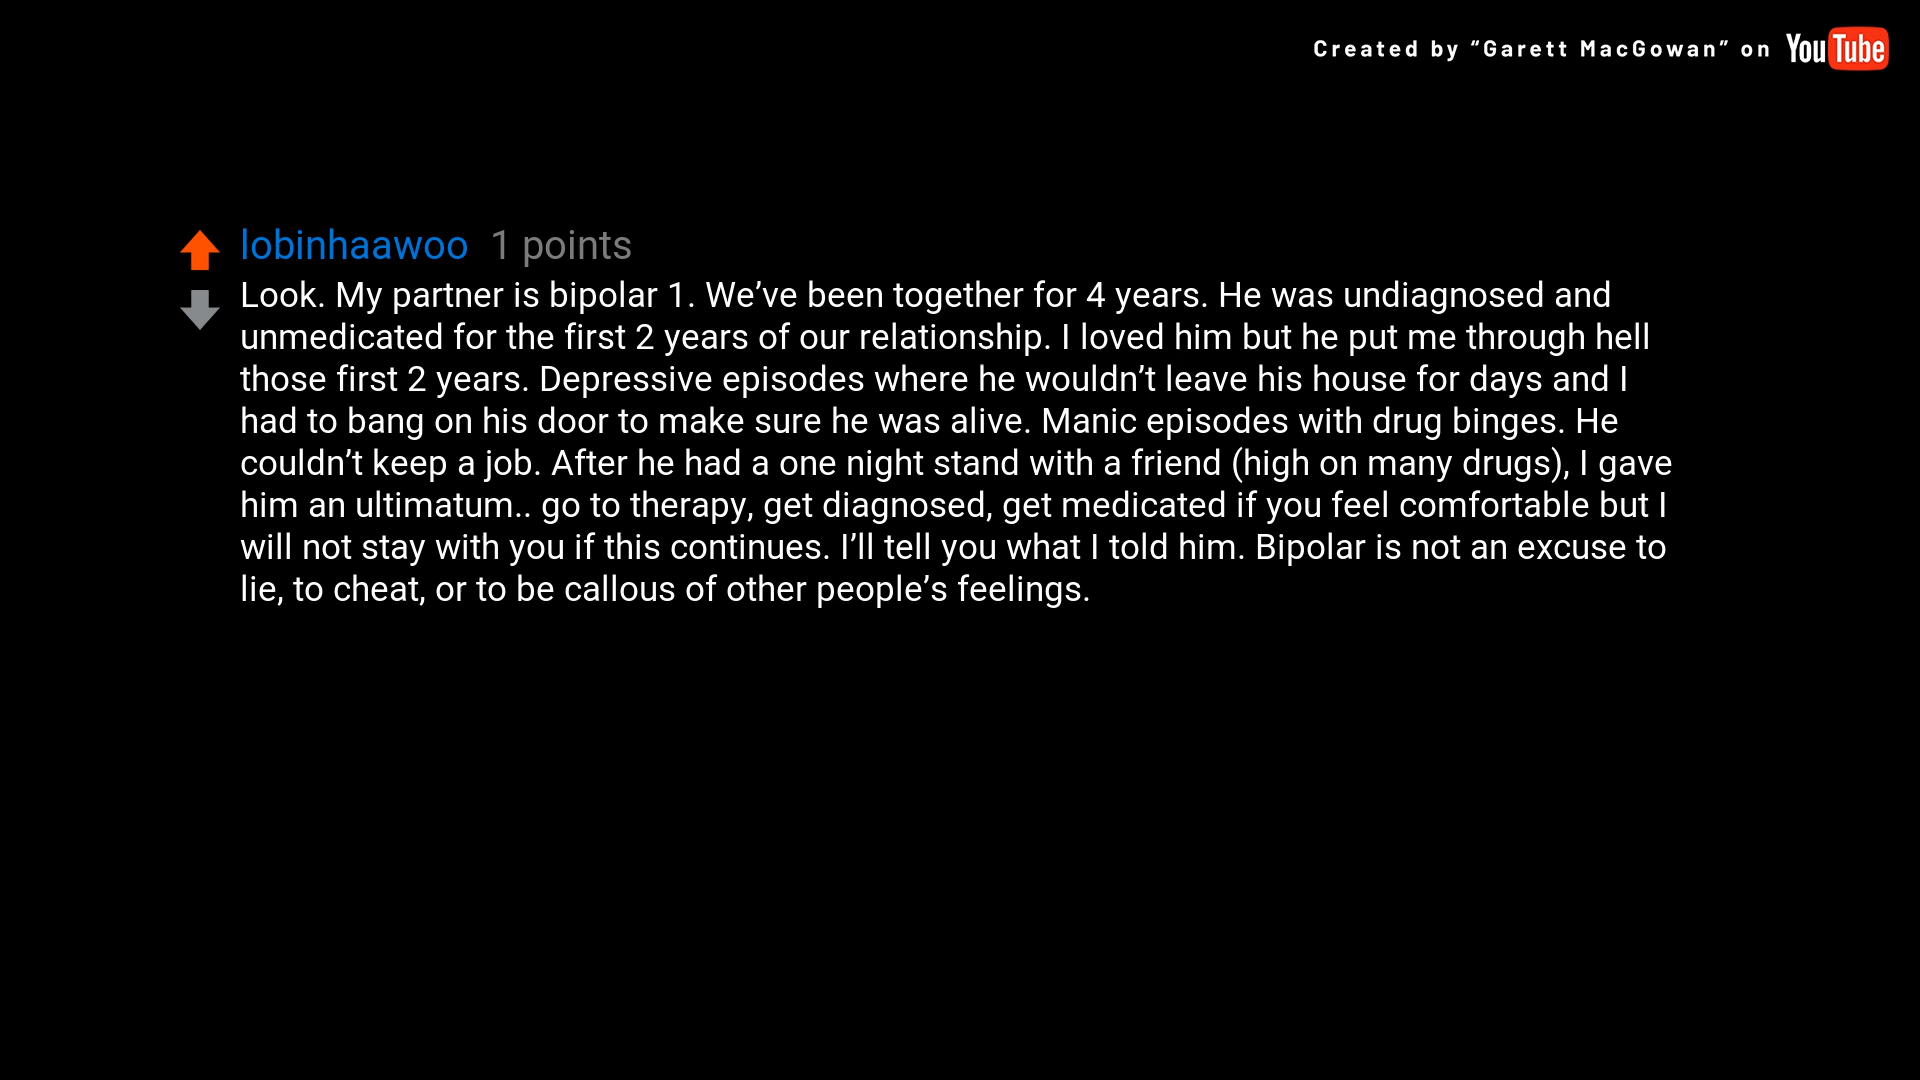 Created by “Garett MacGowan” on YouTube
lobinhaawoo 1 points
Look. My partner is bipolar 1. We’ve been together for 4 years. He was undiagnosed and
unmedicated for the first 2 years of our relationship. I loved him but he put me through hell
those first 2 years. Depressive episodes where he wouldn’t leave his house for days and I
had to bang on his door to make sure he was alive. Manic episodes with drug binges. He
couldn’t keep a job. After he had a one night stand with a friend (high on many drugs), I gave
him an ultimatum.. go to therapy, get diagnosed, get medicated if you feel comfortable but I
will not stay with you if this continues. I’ll tell you what I told him. Bipolar is not an excuse to
lie, to cheat, or to be callous of other people’s feelings.